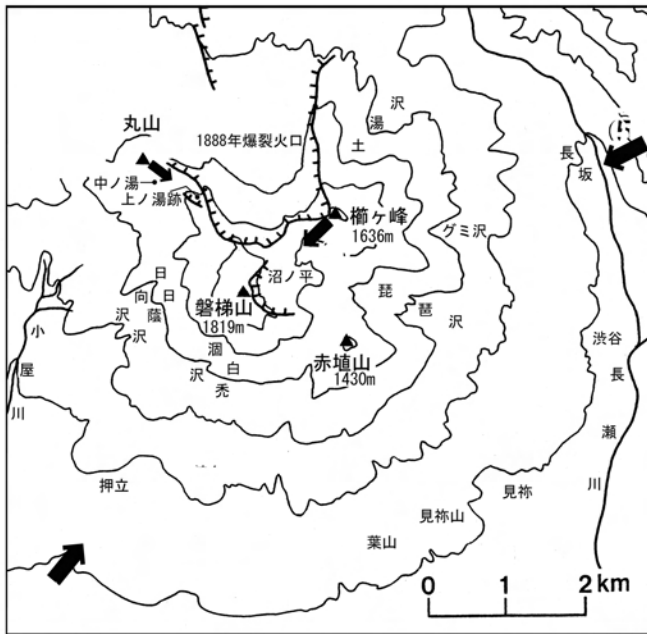 丸山
1888年爆裂火口
中ノ湯
上ノ湯跡
土湯沢
櫛ヶ峰
1636m
グミ沢
長坂
沼ノ平
磐梯山
1819m
琵琶沢
赤埴山
1430m
日向沢
日蔭沢
涸沢
白禿
小屋川
渋谷
長瀬川
押立
見祢
見祢山
葉山
0 1 2 km